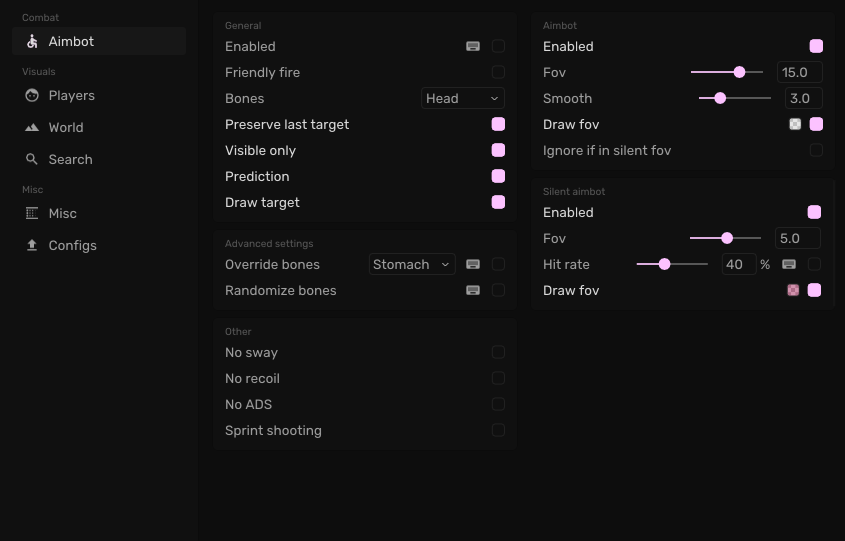 Combat
Aimbot
Visuals
Players
World
Search
Misc
Misc
Configs
General
Enabled
Friendly fire
Bones Head
Preserve last target
Visible only
Prediction
Draw target
Advanced settings
Override bones Stomach
Randomize bones
Other
No sway
No recoil
No ADS
Sprint shooting
Aimbot
Enabled
Fov 15.0
Smooth 3.0
Draw fov
Ignore if in silent fov
Silent aimbot
Enabled
Fov 5.0
Hit rate 40 %
Draw fov